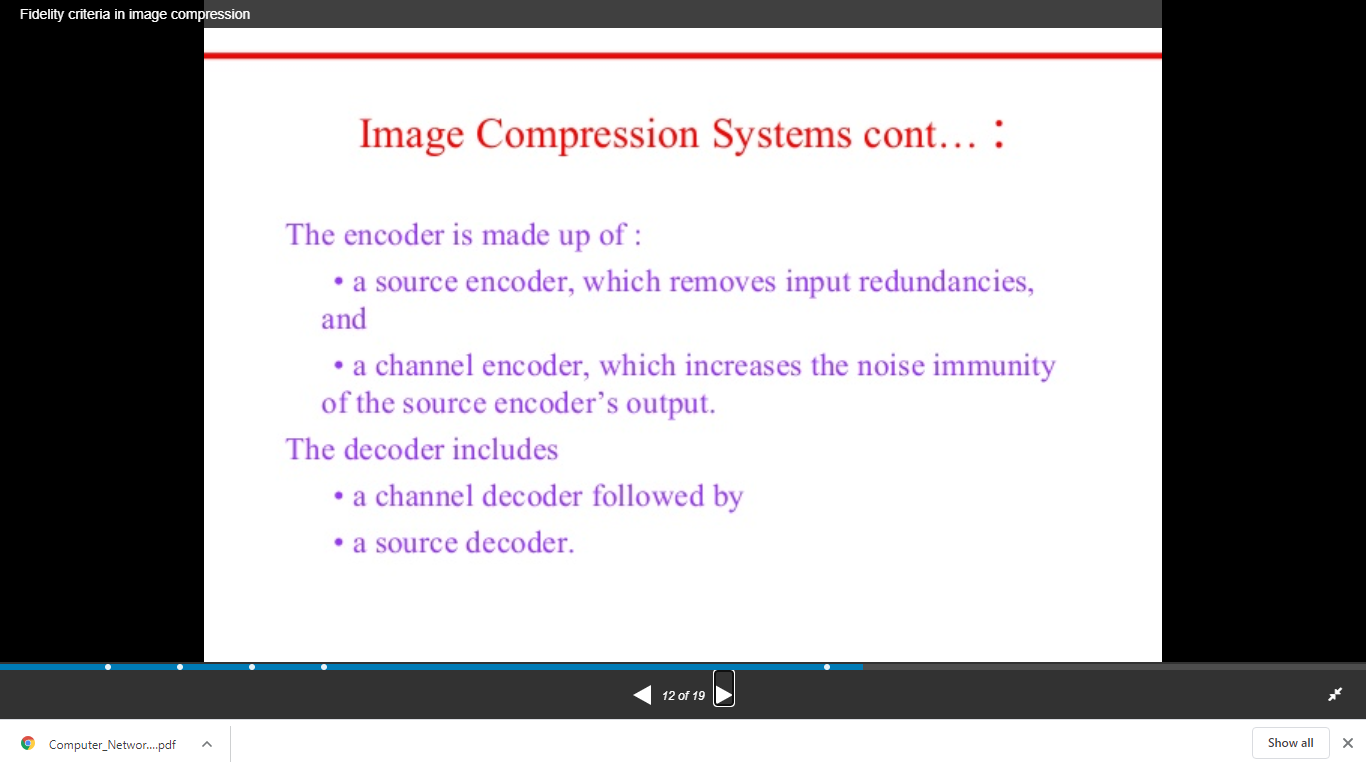 Fidelity criteria in image compression
Image Compression Systems cont… :
The encoder is made up of :
• a source encoder, which removes input redundancies,
and
• a channel encoder, which increases the noise immunity
of the source encoder’s output.
The decoder includes
• a channel decoder followed by
• a source decoder.
12 of 19
Computer_Networ....pdf
Show all